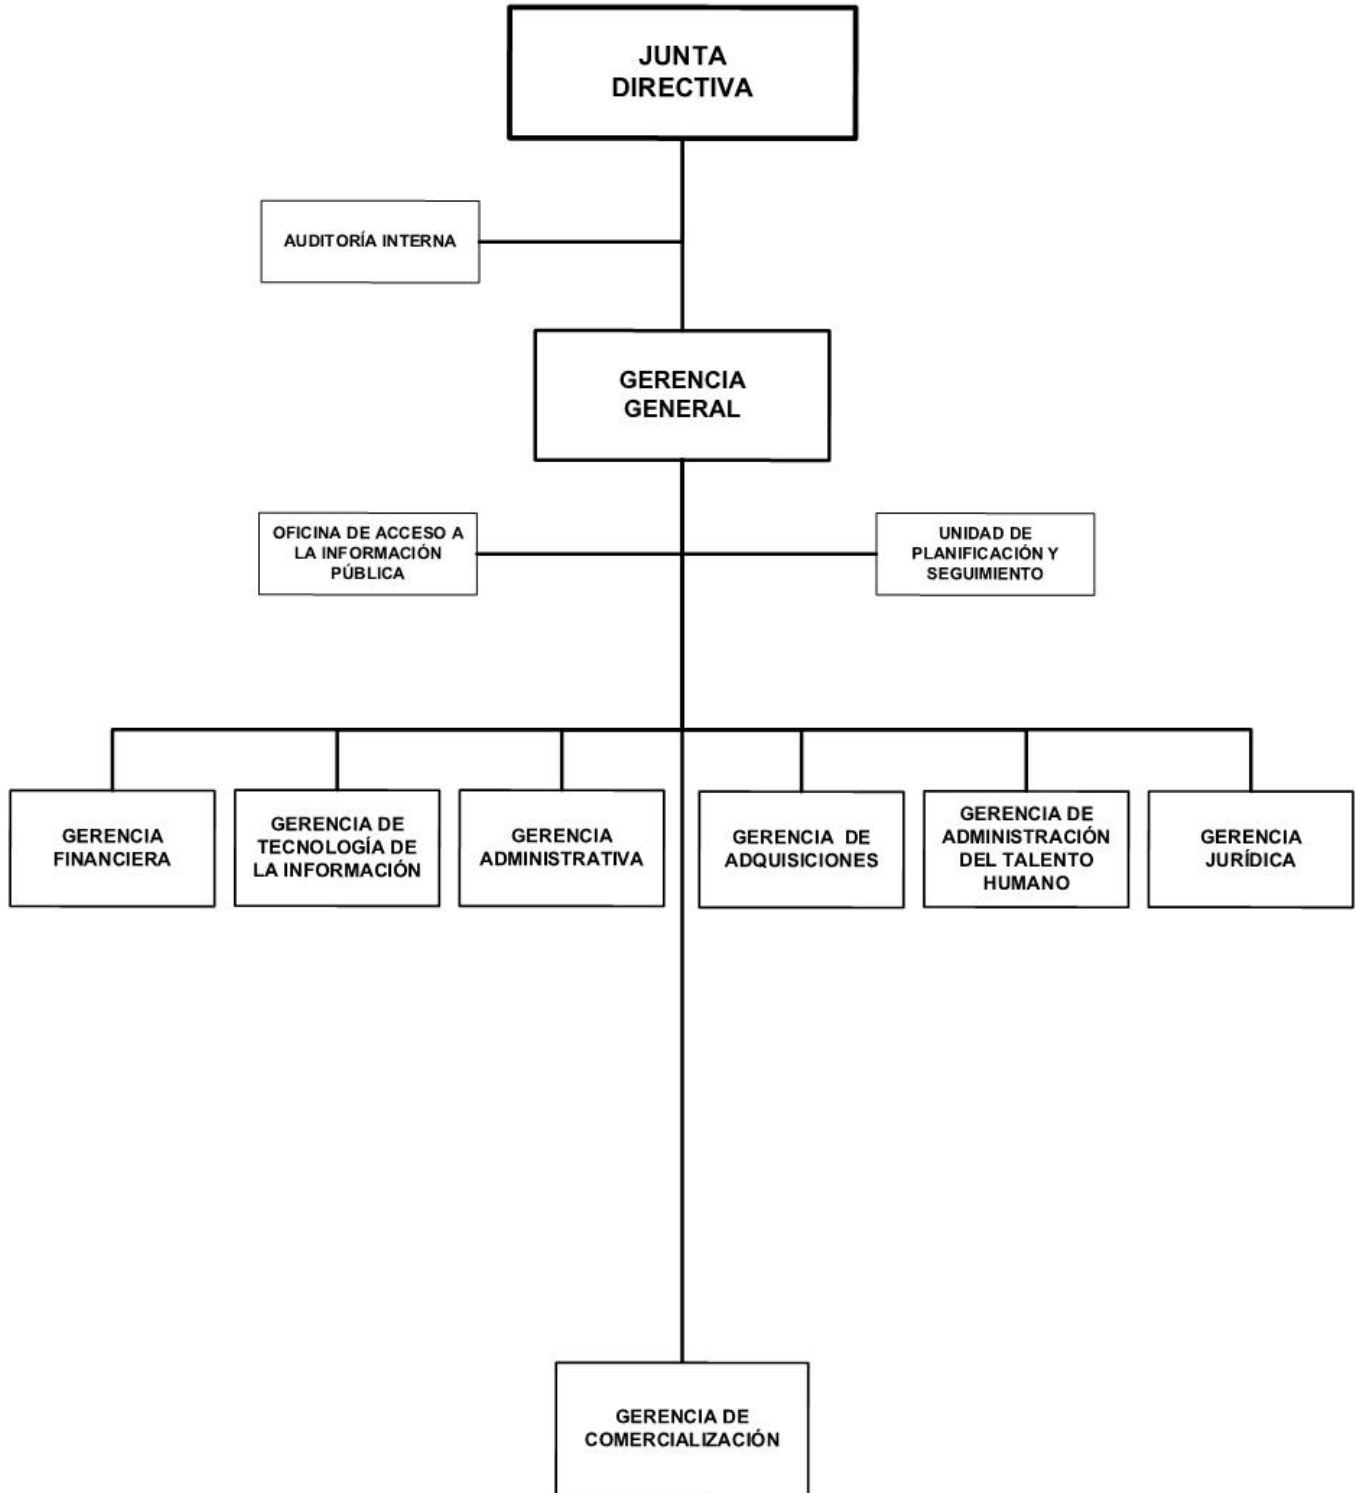 JUNTA
DIRECTIVA
AUDITORÍA INTERNA
GERENCIA
GENERAL
OFICINA DE ACCESO A
LA INFORMACIÓN
PÚBLICA
UNIDAD DE
PLANIFICACIÓN Y
SEGUIMIENTO
GERENCIA
FINANCIERA
GERENCIA DE
TECNOLOGÍA DE
LA INFORMACIÓN
GERENCIA
ADMINISTRATIVA
GERENCIA DE
ADQUISICIONES
GERENCIA DE
ADMINISTRACIÓN
DEL TALENTO
HUMANO
GERENCIA
JURÍDICA
GERENCIA DE
COMERCIALIZACIÓN